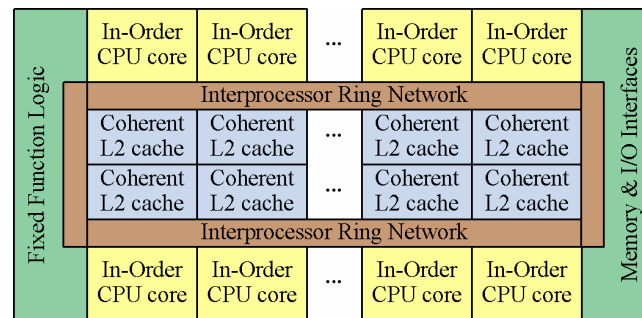 Fixed Function Logic
In-Order In-Order ... In-Order In-Order
CPU core CPU core CPU core CPU core
Interprocessor Ring Network
Coherent Coherent ... Coherent Coherent
L2 cache L2 cache L2 cache L2 cache
Coherent Coherent ... Coherent Coherent
L2 cache L2 cache L2 cache L2 cache
Interprocessor Ring Network
In-Order In-Order ... In-Order In-Order
CPU core CPU core CPU core CPU core
Memory & I/O Interfaces